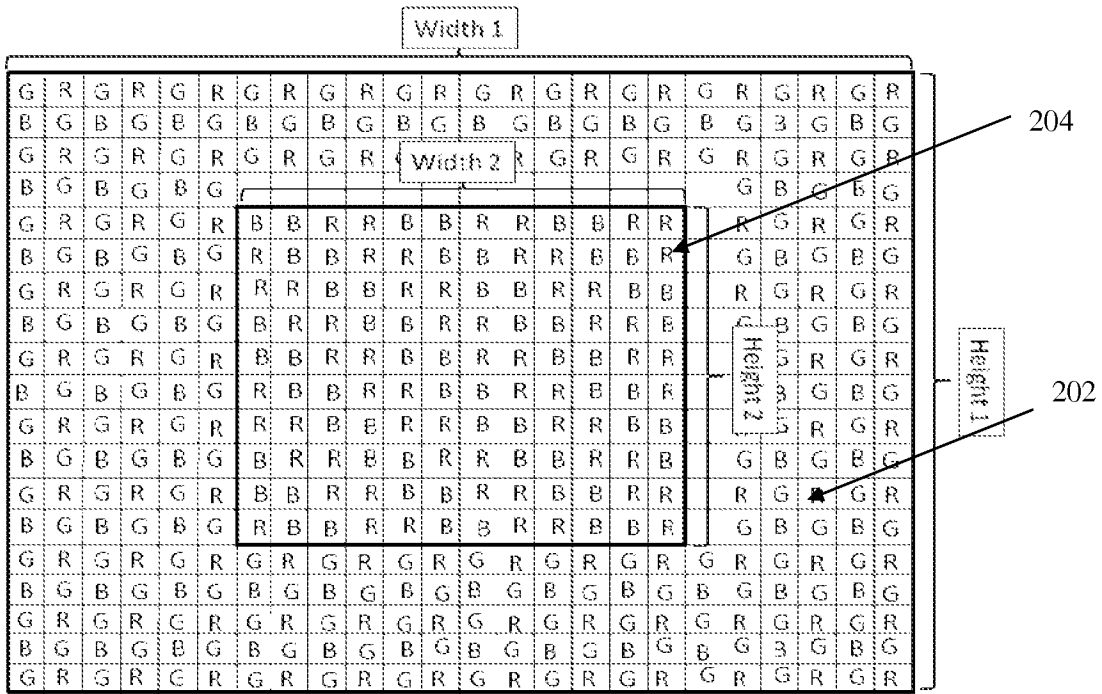 Width 1
G R G R G R G R G R G R G R G R G R G R G R G R
B G B G B G B G B G B G B G B G B G B G B G B G
204
G R G R G R G R G R R G R G R G R G R G R
Width 2
B G B G B G G B G B G
G R G R G R B B R R B B R R B B R R R G R G R
B G B G B G R B B R R B B R R B B R G B G B G
G R G R G R R R B B R R B B R R B B R G R G R
B G B G B G B R R B B R R B B R R B G B G B G
G R G R G R B B R R B B R R B B R R G R G R
Height 2
Height 1
B G B G B G R B B R R B B R R B B R B G B G
202
G R G R G R R R B B R R B B R R B B G R G R
B G B G B G B R R B B R R B B R R B G B G B G
G R G R G R B B R R B B R R B B R R R G R G R
B G B G B G R B B R R B B R R B B R G B G B G
G R G R G R G R G R G R G R G R G R G R G R G R
B G B G B G B G B G B G B G B G B G B G B G B G
G R G R G R G R G R G R G R G R G R G R G R G R
B G B G B G B G B G B G B G B G B G B G B G B G
G R G R G R G R G R G R G R G R G R G R G R G R